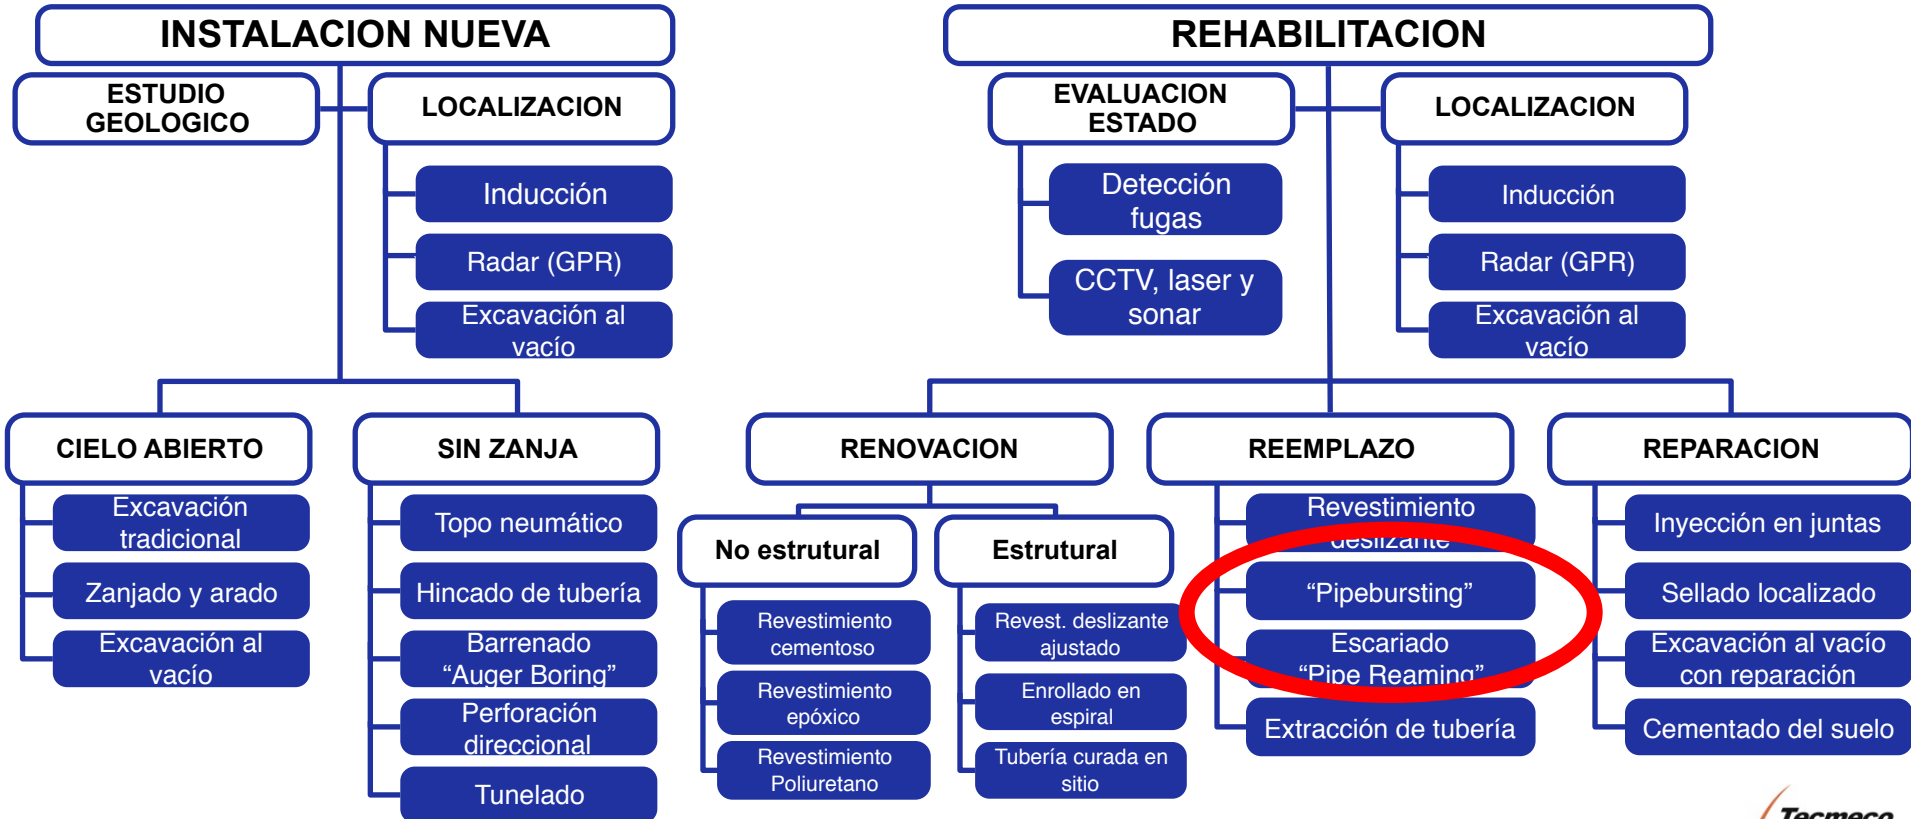 INSTALACION NUEVA
ESTUDIO
GEOLOGICO
LOCALIZACION
Inducción
Radar (GPR)
Excavación al
vacío
CIELO ABIERTO
Excavación
tradicional
Zanjado y arado
Excavación al
vacío
SIN ZANJA
Topo neumático
Hincado de tubería
Barrenado
“Auger Boring”
Perforación
direccional
Tunelado
REHABILITACION
EVALUACION
ESTADO
Detección
fugas
CCTV, laser y
sonar
LOCALIZACION
Inducción
Radar (GPR)
Excavación al
vacío
RENOVACION
No estrutural
Revestimiento
cementoso
Revestimiento
epóxico
Revestimiento
Poliuretano
Estrutural
Revest. deslizante
ajustado
Enrollado en
espiral
Tubería curada en
sitio
REEMPLAZO
Revestimiento
deslizante
“Pipebursting”
Escariado
“Pipe Reaming”
Extracción de tubería
REPARACION
Inyección en juntas
Sellado localizado
Excavación al vacío
con reparación
Cementado del suelo
Tecmeco